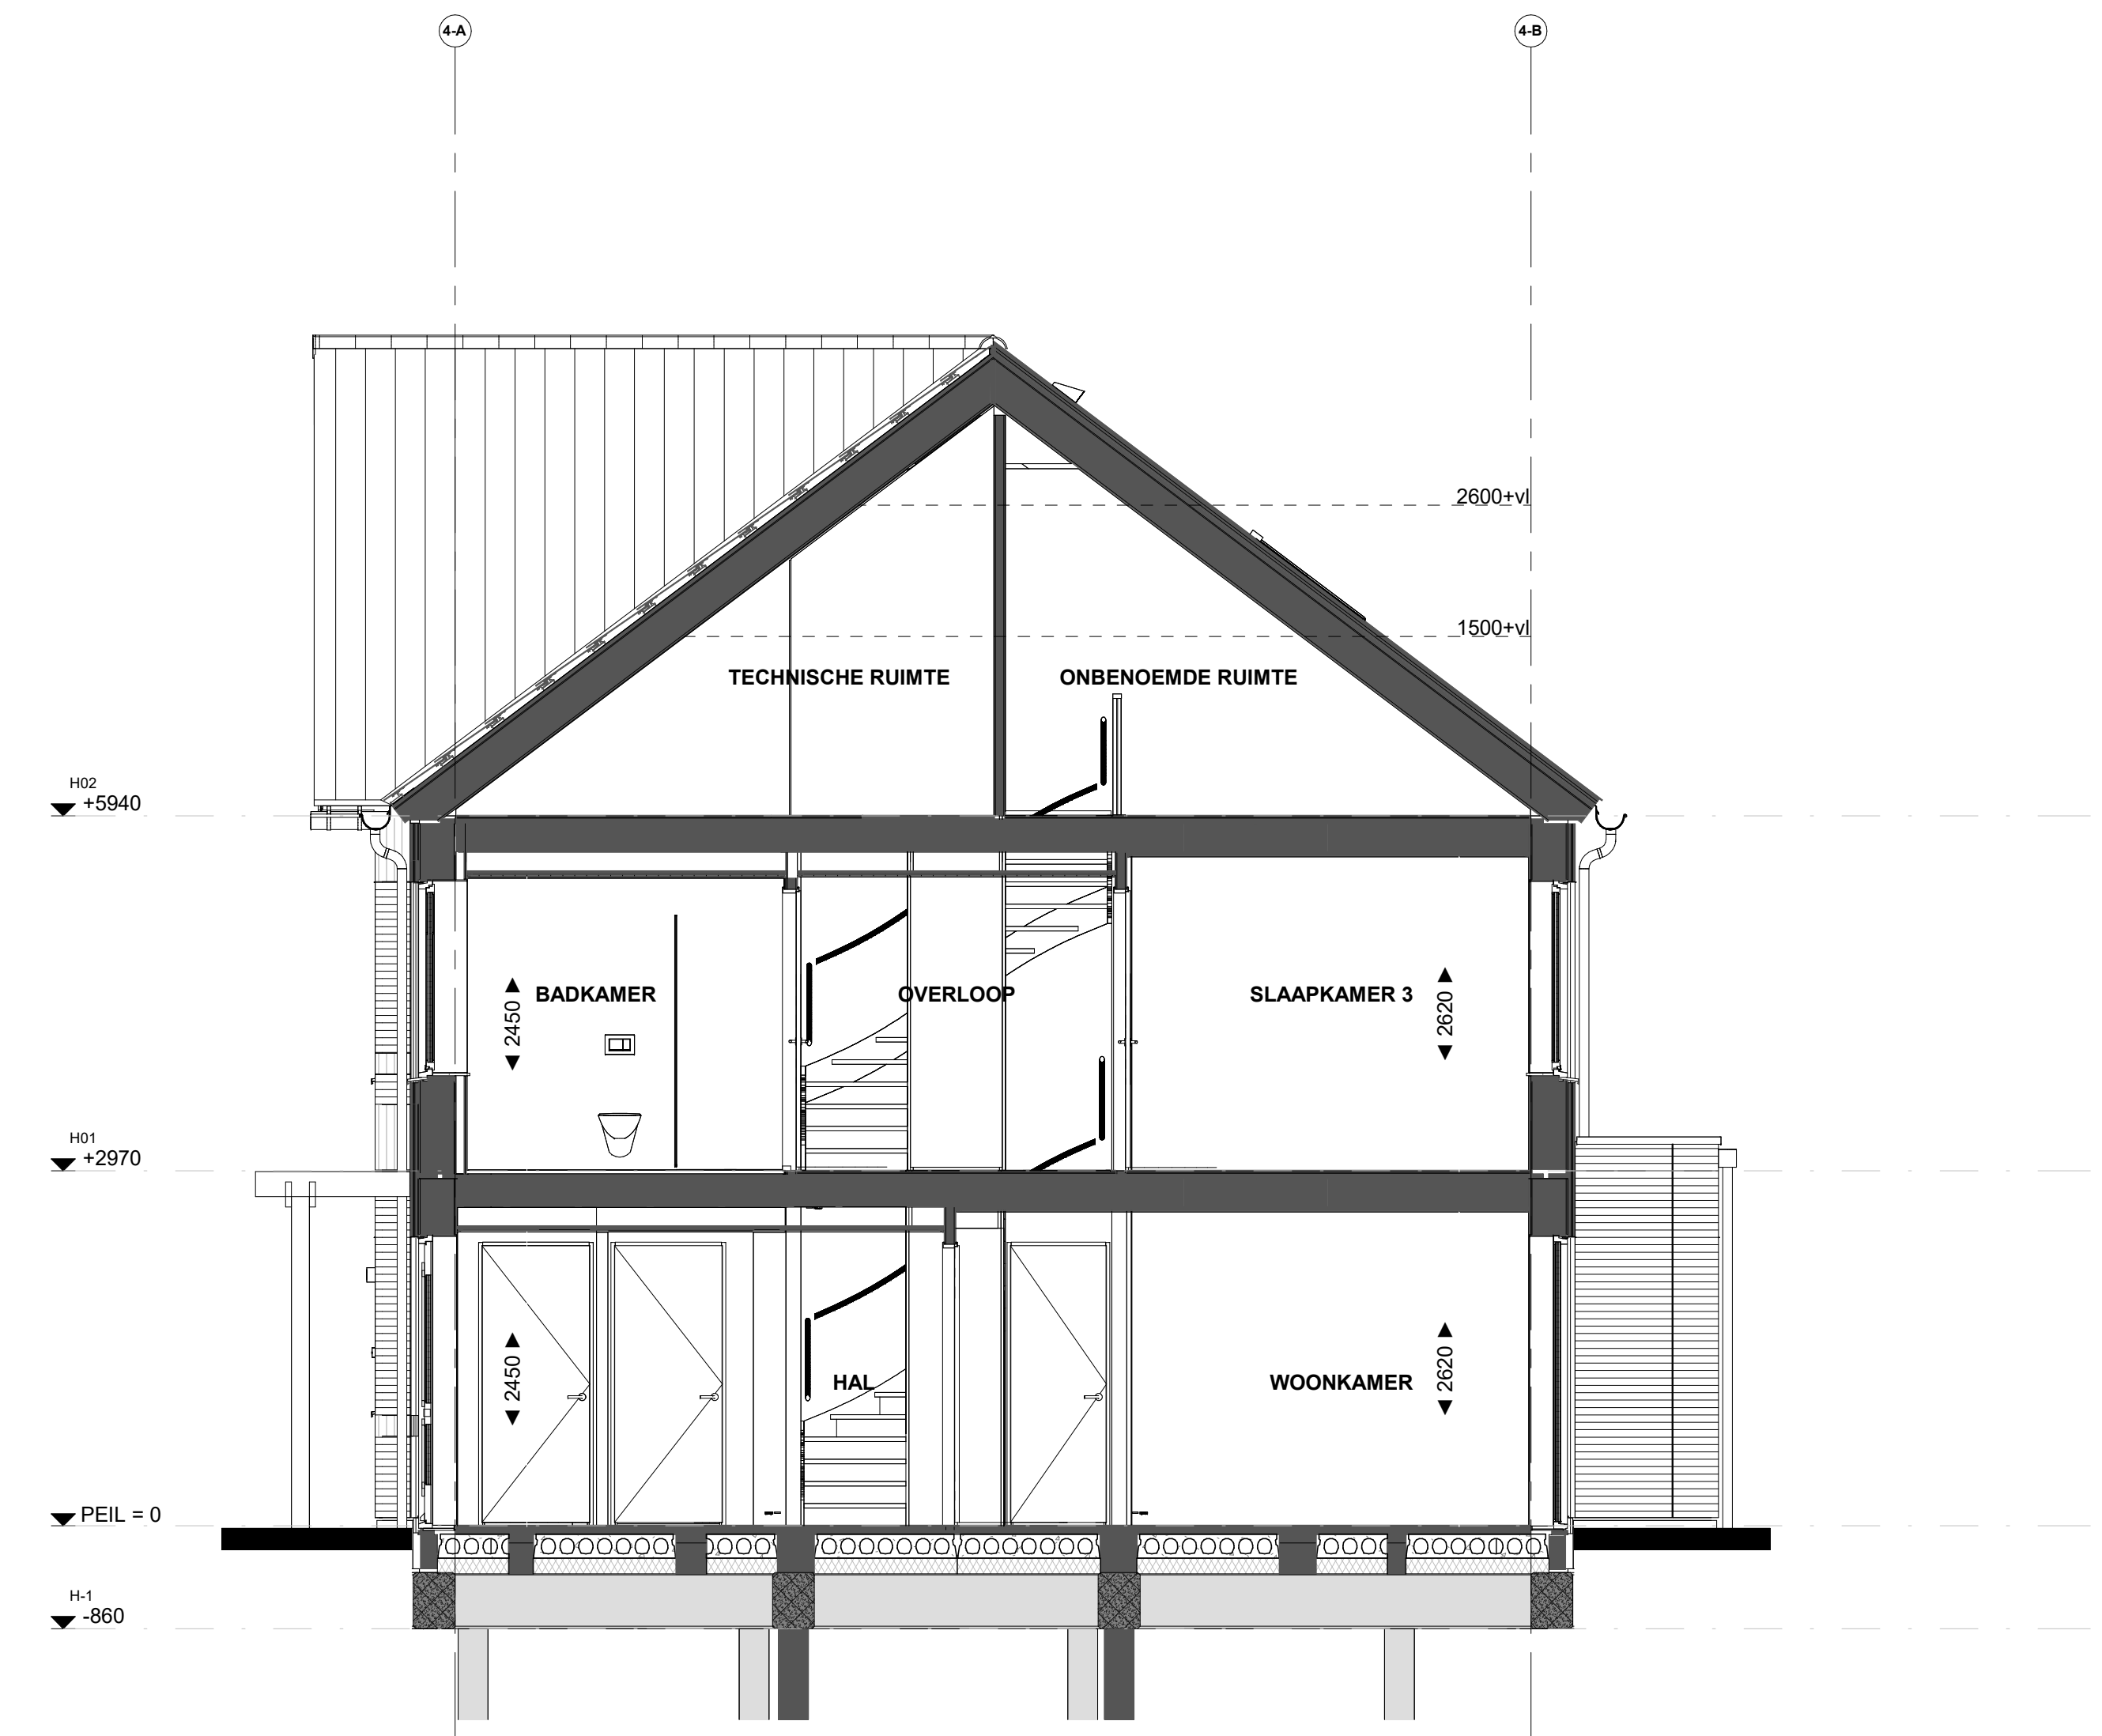 4-A
4-B
2600+vl
1500+vl
TECHNISCHE RUIMTE
ONBENOEMDE RUIMTE
H02
+5940
2450
BADKAMER
OVERLOOP
SLAAPKAMER 3
2620
H01
+2970
2450
HAL
WOONKAMER
2620
PEIL = 0
H-1
-860